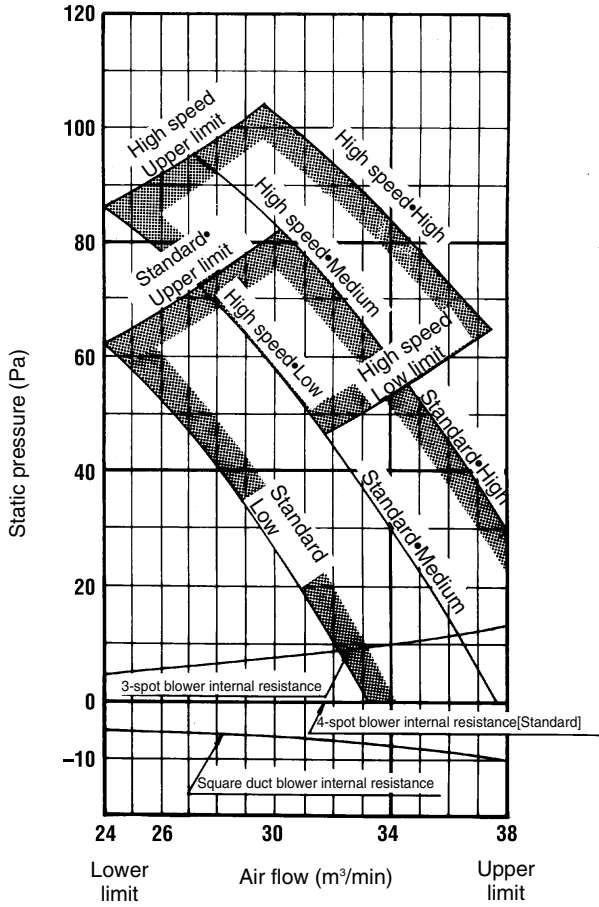 120
100
80
60
40
20
0
–10
Static pressure (Pa)
High speed
Upper limit
High speed•High
High speed•Medium
Standard•
Upper limit
High speed•Low
High speed
Low limit
Standard•High
Standard•Medium
Standard
Low
3-spot blower internal resistance
4-spot blower internal resistance[Standard]
Square duct blower internal resistance
24 26 30 34 38
Lower
limit
Air flow (m³/min)
Upper
limit